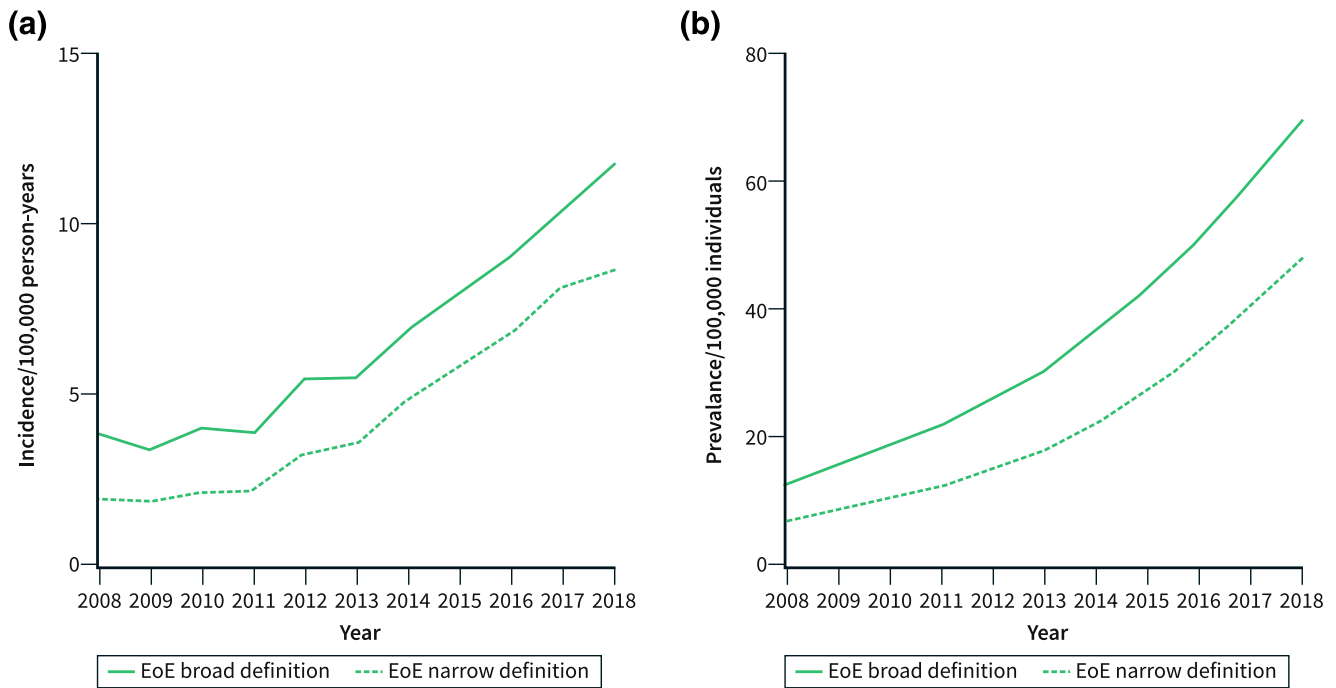 (a)
15
10
5
0
Incidence/100,000 person-years
2008 2009 2010 2011 2012 2013 2014 2015 2016 2017 2018
Year
EoE broad definition EoE narrow definition
(b)
80
60
40
20
0
Prevalance/100,000 individuals
2008 2009 2010 2011 2012 2013 2014 2015 2016 2017 2018
Year
EoE broad definition EoE narrow definition